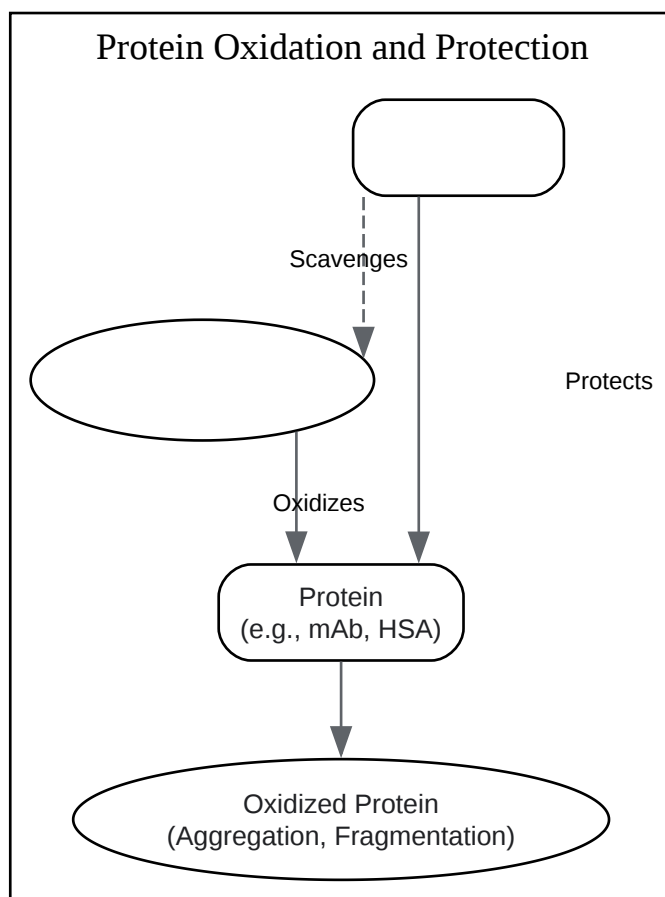 Protein Oxidation and Protection
Scavenges
Protects
Oxidizes
Protein
(e.g., mAb, HSA)
Oxidized Protein
(Aggregation, Fragmentation)